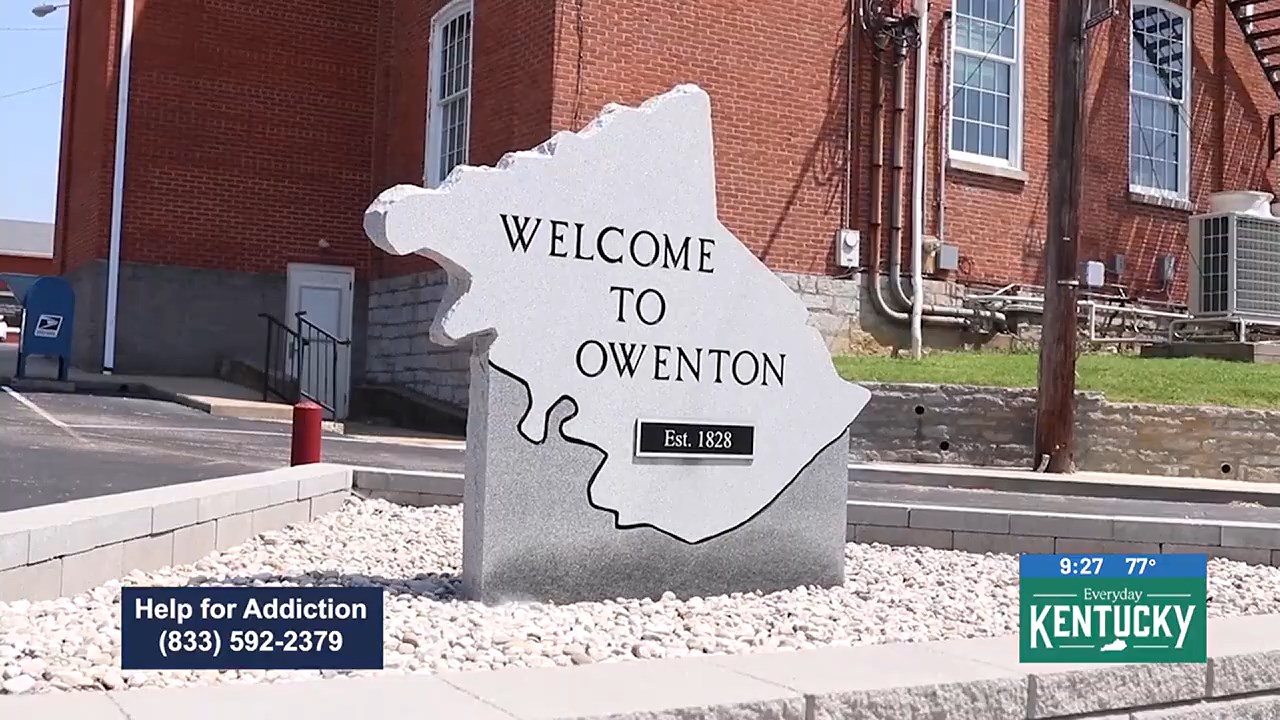 WELCOME
TO
OWENTON
Est. 1828
Help for Addiction
(833) 592-2379
9:27 77°
Everyday
KENTUCKY